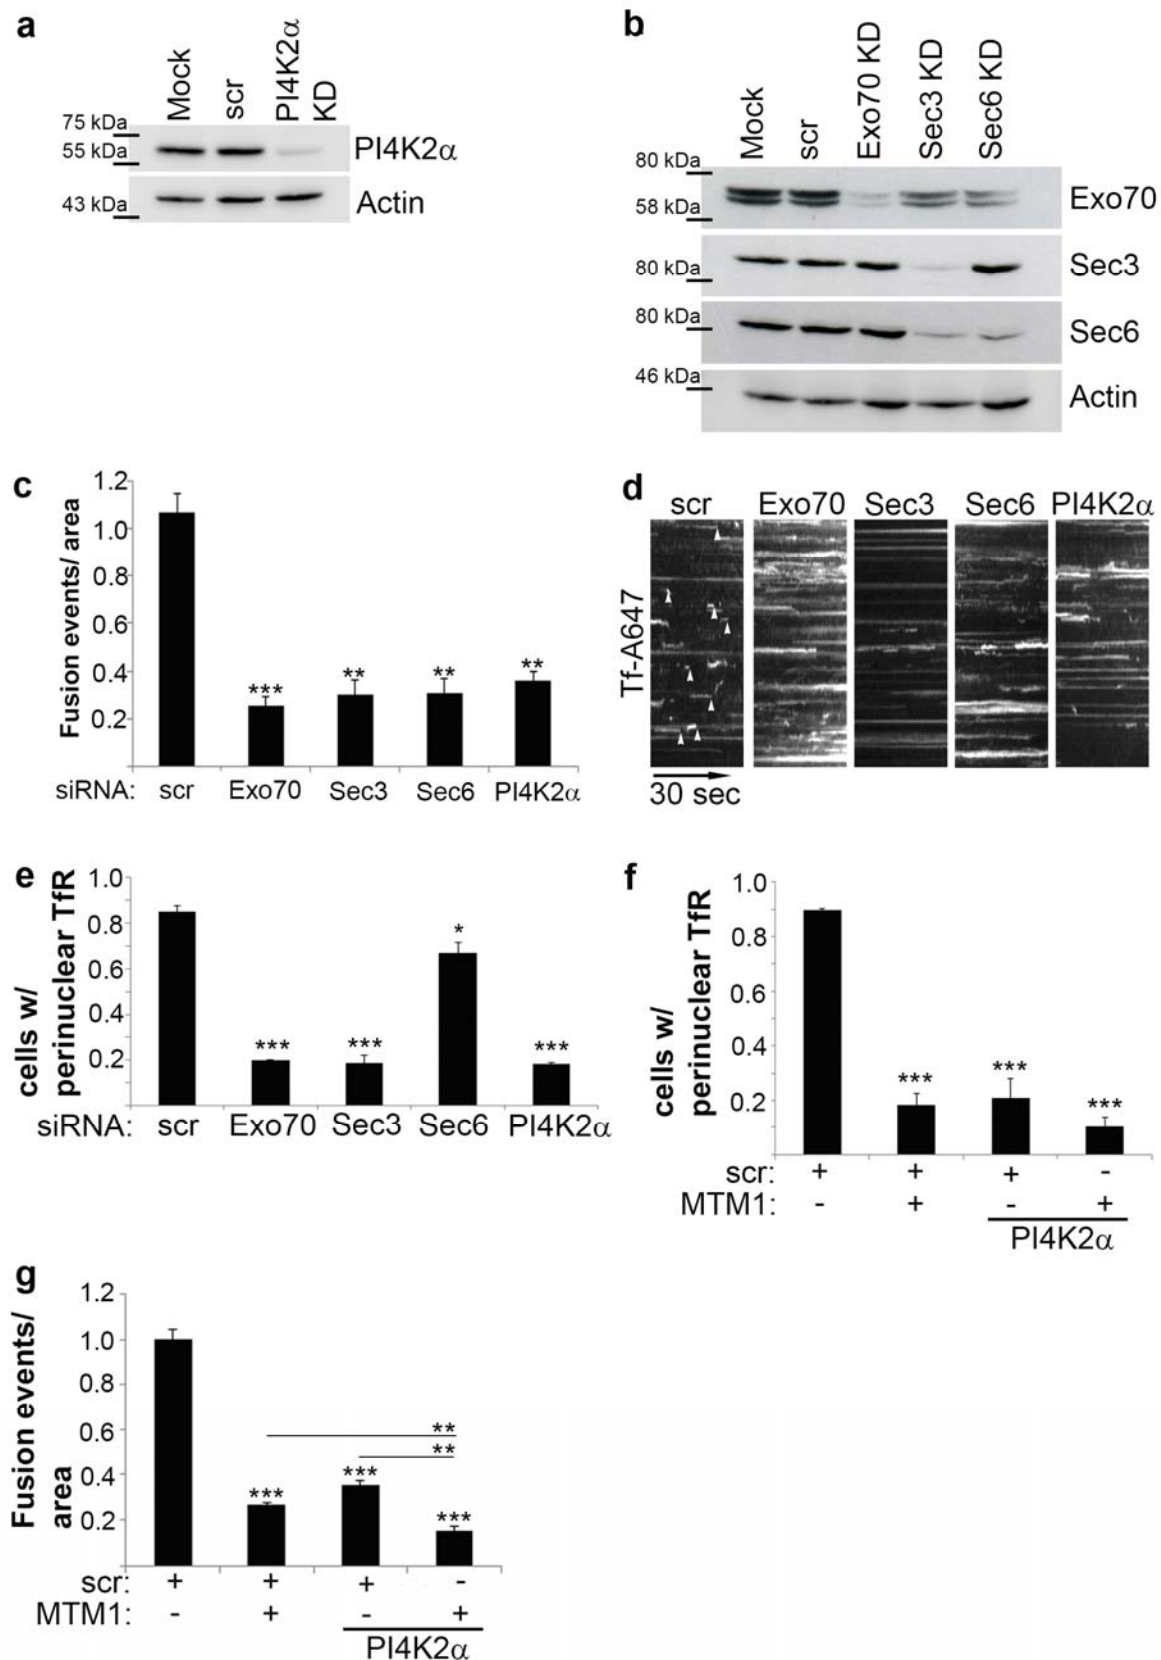 a
Mock
scr
PI4K2α
KD
75 kDa
55 kDa
PI4K2α
43 kDa
Actin
b
Mock
scr
Exo70 KD
Sec3 KD
Sec6 KD
80 kDa
58 kDa
Exo70
80 kDa
Sec3
80 kDa
Sec6
46 kDa
Actin
c
Fusion events/ area
1.2
1.0
0.8
0.6
0.4
0.2
*** ** ** **
siRNA: scr Exo70 Sec3 Sec6 PI4K2α
d
scr Exo70 Sec3 Sec6 PI4K2α
Tf-A647
30 sec
e
cells w/
perinuclear TfR
1.0
0.8
0.6
0.4
0.2
*** *** * ***
siRNA: scr Exo70 Sec3 Sec6 PI4K2α
f
cells w/
perinuclear TfR
1.0
0.8
0.6
0.4
0.2
*** *** ***
scr: + + + -
MTM1: - + - +
PI4K2α
g
Fusion events/
area
1.2
1.0
0.8
0.6
0.4
0.2
**
**
*** *** ***
scr: + + + -
MTM1: - + - +
PI4K2α